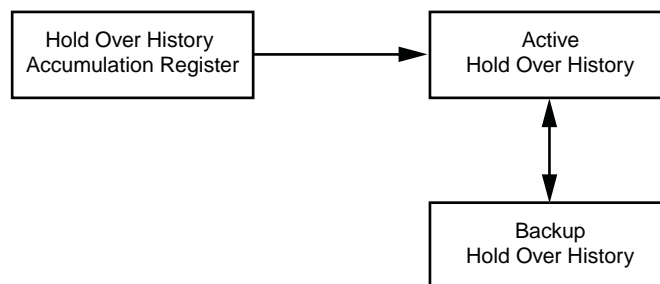 Hold Over History
Accumulation Register
Active
Hold Over History
Backup
Hold Over History